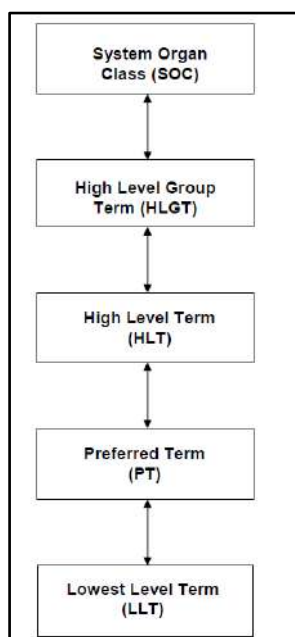 System Organ
Class (SOC)
High Level Group
Term (HLGT)
High Level Term
(HLT)
Preferred Term
(PT)
Lowest Level Term
(LLT)